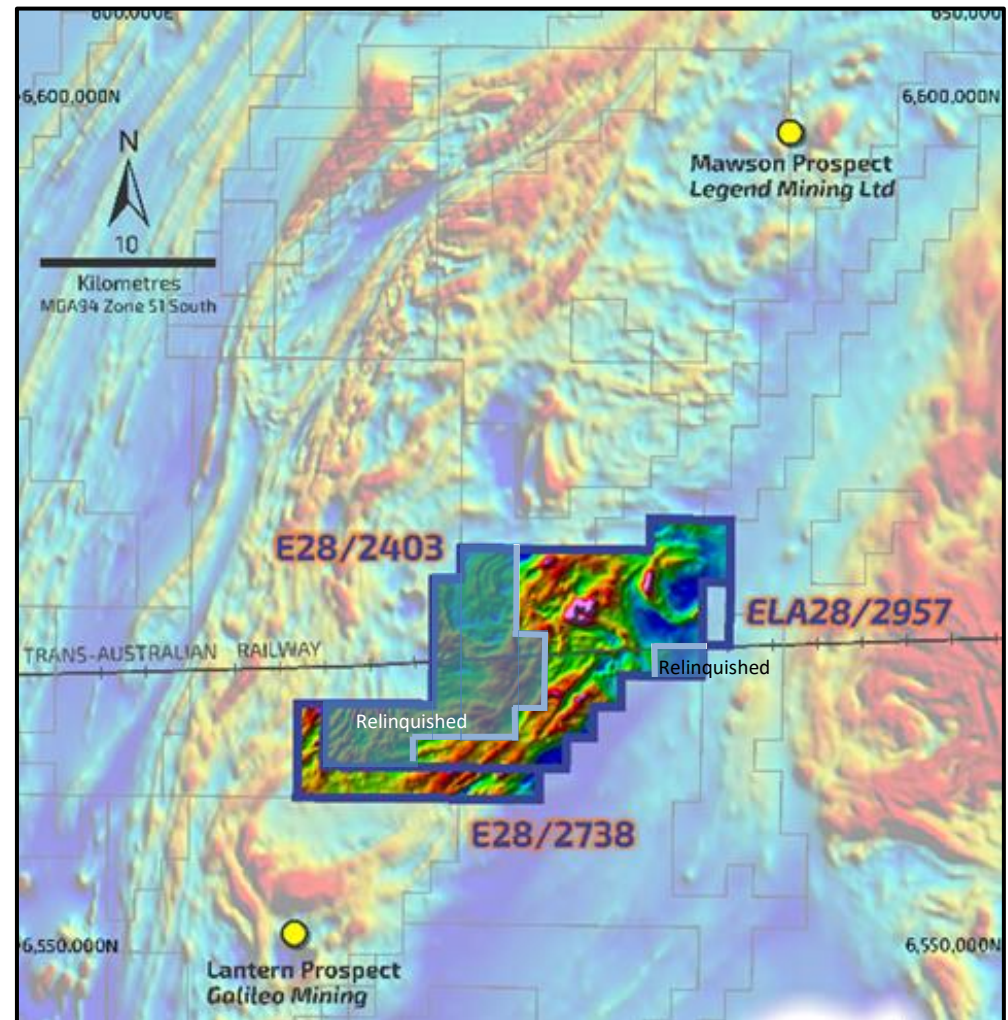 800.000E
650,000
6,600,000N
6,600,000N
N
Mawson Prospect
Legend Mining Ltd
10
Kilometres
MGA94 Zone 51 South
E28/2403
ELA28/2957
TRANS-AUSTRALIAN RAILWAY
Relinquished
Relinquished
E28/2738
6,550.000N
6,550,000N
Lantern Prospect
Galileo Mining